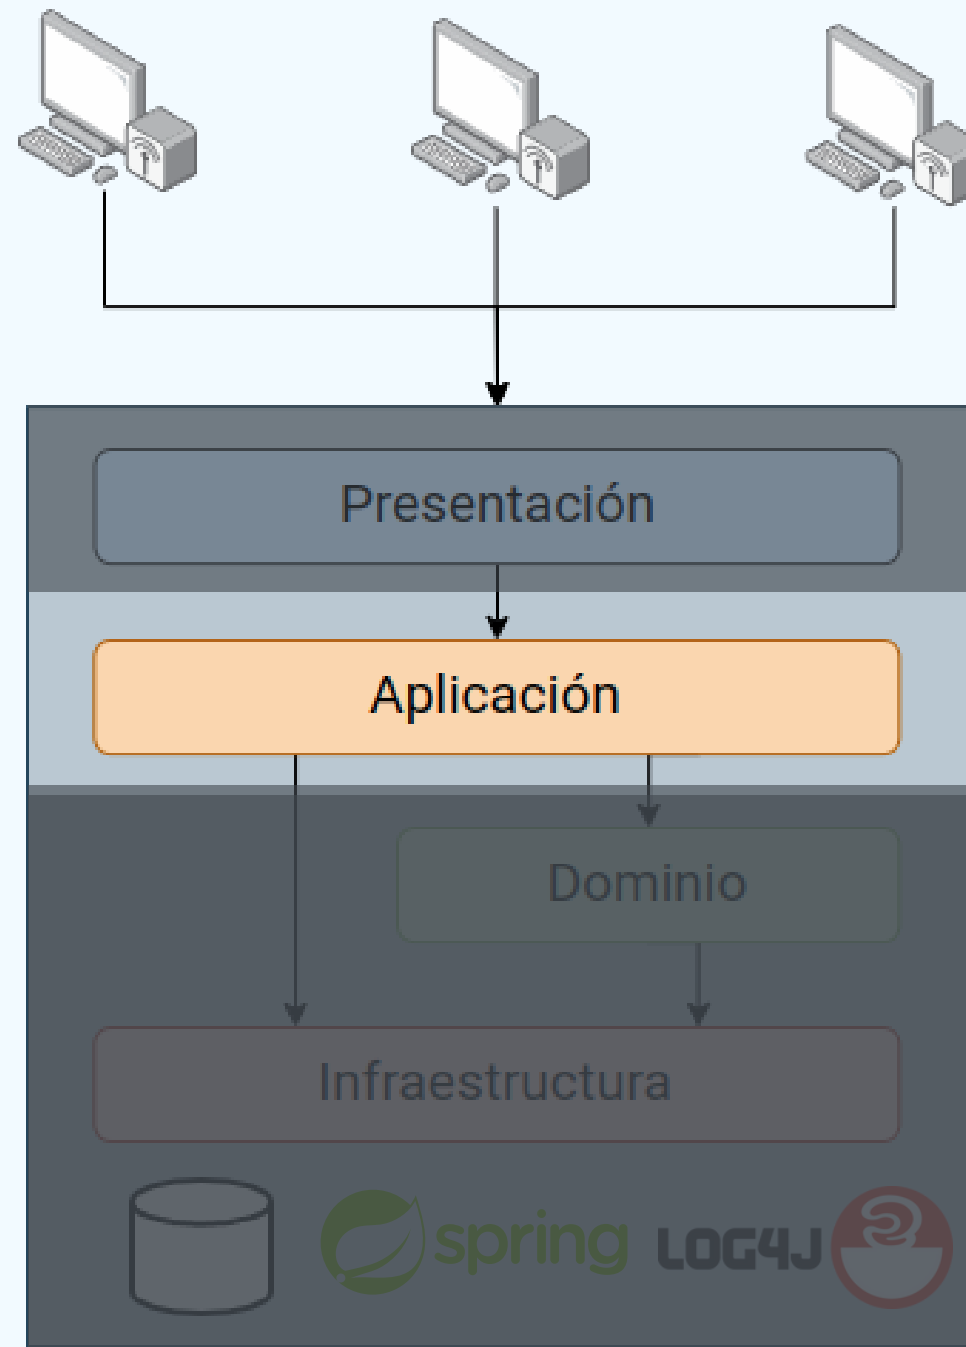 Presentación
Aplicación
Dominio
Infraestructura
spring LOG4J